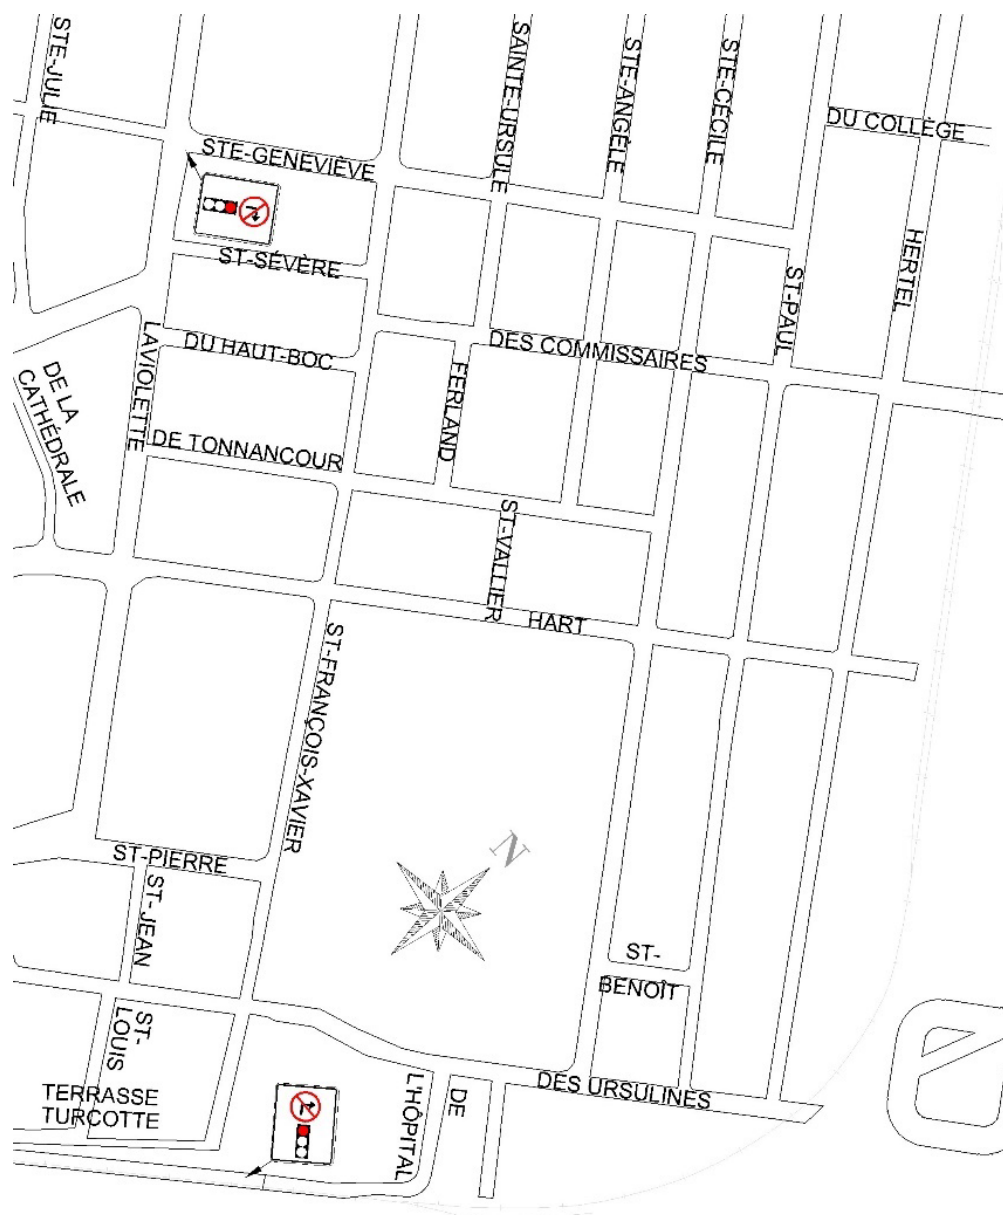 STE-JULIE
SAINTE-URSULE
STE-ANGÈLE
STE-CÉCILE
DU COLLÈGE
STE-GENEVIÈVE
ST-SÉVÈRE
HERTEL
ST-PAUL
LAVIOLETTE
DU HAUT-BOC
DES COMMISSAIRES
FERLAND
DE LA
CATHÉDRALE
DE TONNANCOUR
ST-VALLIER
HART
ST-FRANÇOIS-XAVIER
N
ST-PIERRE
ST-JEAN
ST-
BENOÎT
ST-
LOUIS
DES URSULINES
TERRASSE
TURCOTTE
DE
L'HÔPITAL